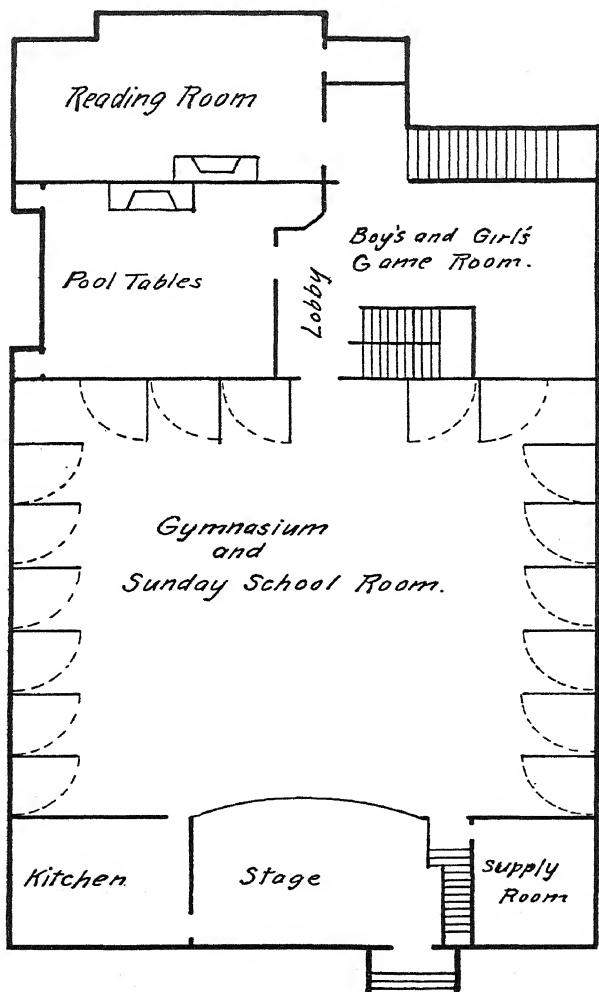 Reading Room
Boy's and Girl's
Game Room.
Pool Tables
Lobby
Gymnasium
and
Sunday School Room.
Kitchen.
Stage
Supply
Room